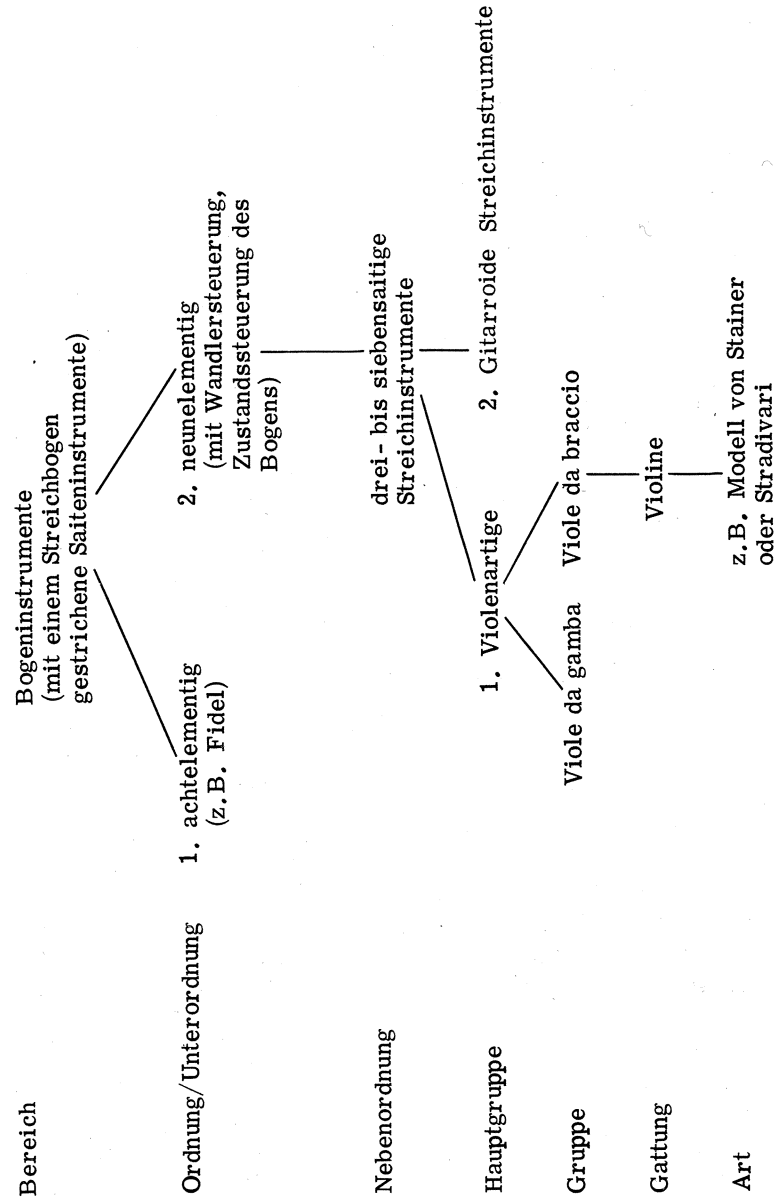 Bereich
Bogeninstrumente
(mit einem Streichbogen
gestrichene Saiteninstrumente)
Ordnung/Unterordnung
1. achtelementig
(z.B. Fidel)
2. neunelementig
(mit Wandlersteuerung,
Zustandssteuerung des
Bogens)
Nebenordnung
drei- bis siebensaitige
Streichinstrumente
Hauptgruppe
1. Violenartige
2. Gitarroide Streichinstrumente
Gruppe
Viole da gamba
Viole da braccio
Gattung
Violine
Art
z.B. Modell von Stainer
oder Stradivari